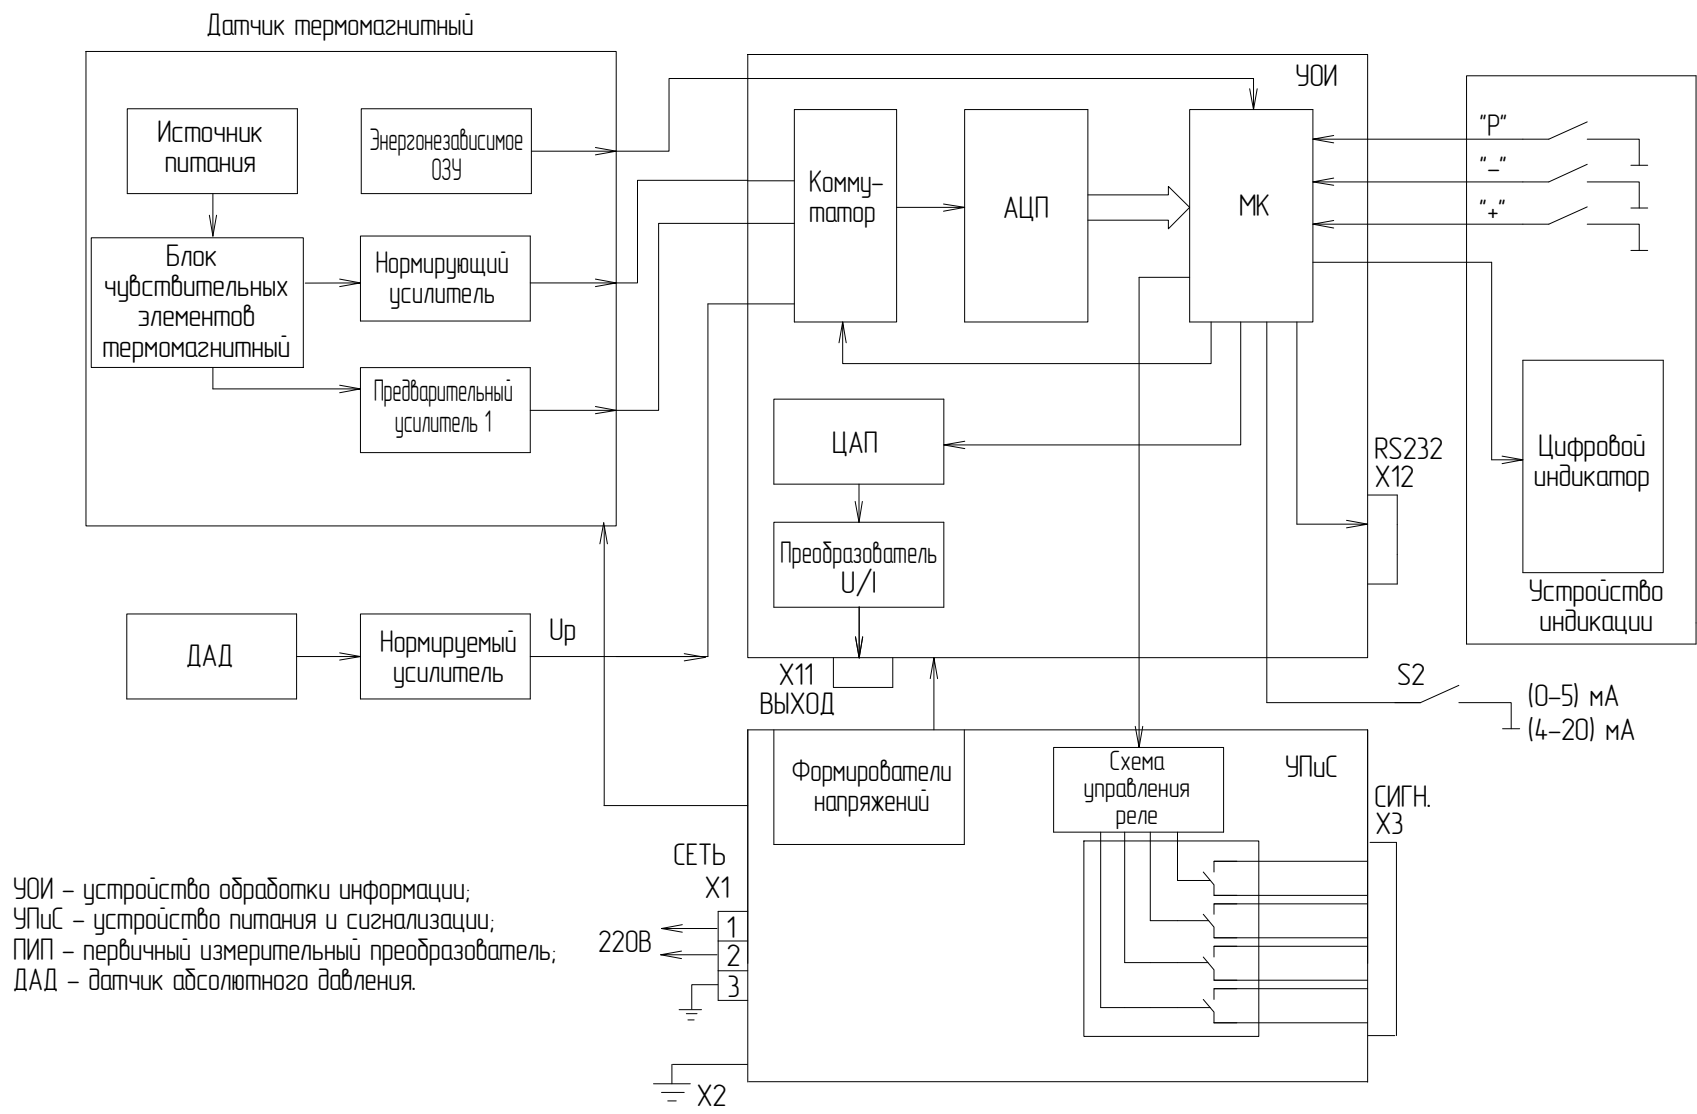 Датчик термомагнитный
УОИ
Источник
питания
Энергонезависимое
ОЗУ
Блок
чувствительных
элементов
термомагнитный
Нормирующий
усилитель
Предварительный
усилитель 1
Комму-
татор
АЦП
МК
"Р"
"–"
"+"
ЦАП
Преобразователь
U/I
RS232
X12
Цифровой
индикатор
Устройство
индикации
ДАД
Нормируемый
усилитель
Uр
X11
ВЫХОД
S2
(0–5) мА
(4–20) мА
Формирователи
напряжений
Схема
управления
реле
УПиС
СИГН.
X3
СЕТЬ
X1
220В
1
2
3
X2
УОИ – устройство обработки информации;
УПиС – устройство питания и сигнализации;
ПИП – первичный измерительный преобразователь;
ДАД – датчик абсолютного давления.